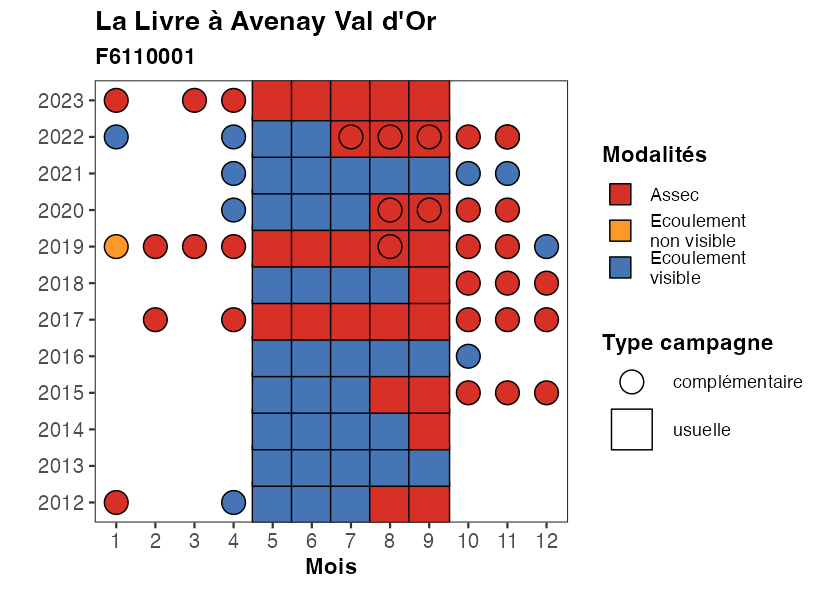 La Livre à Avenay Val d'Or
F6110001
2023
2022
2021
2020
2019
2018
2017
2016
2015
2014
2013
2012
1 2 3 4 5 6 7 8 9 10 11 12
Mois
Modalités
Assec
Ecoulement
non visible
Ecoulement
visible
Type campagne
complémentaire
usuelle